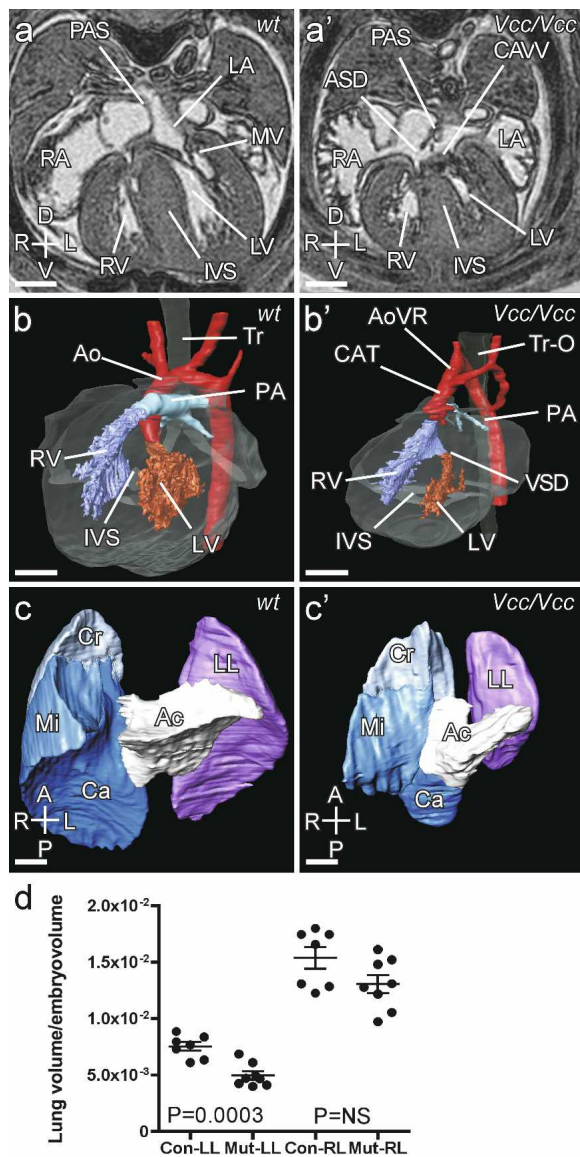 a
wt
PAS
LA
MV
RA
D
R L
V
RV
IVS
LV
a'
Vcc/Vcc
PAS
CAVV
ASD
LA
RA
D
R L
V
RV
IVS
LV
b
wt
Tr
Ao
PA
RV
IVS
LV
b'
Vcc/Vcc
AoVR
Tr-O
CAT
PA
RV
VSD
IVS
LV
c
wt
Cr
LL
Mi
Ac
Ca
A
R L
P
c'
Vcc/Vcc
Cr
LL
Mi
Ac
Ca
A
R L
P
d
Lung volume/embryovolume
2.0x10⁻²
1.5x10⁻²
1.0x10⁻²
5.0x10⁻³
0
P=0.0003 P=NS
Con-LL Mut-LL Con-RL Mut-RL